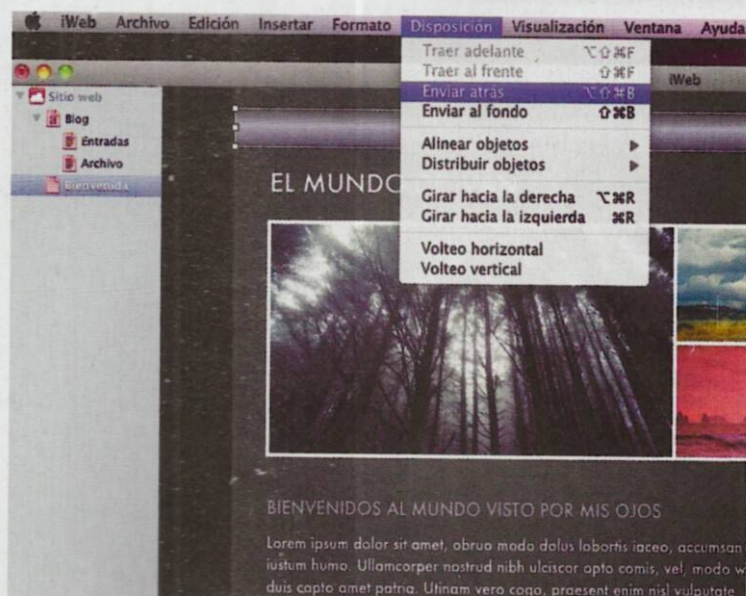 iWeb Archivo Edición Insertar Formato Disposición Visualización Ventana Ayuda
Traer adelante ⌥⇧⌘F
Traer al frente ⇧⌘F
Enviar atrás ⌥⇧⌘B
Enviar al fondo ⇧⌘B
Alinear objetos
Distribuir objetos
Girar hacia la derecha ⌥⌘R
Girar hacia la izquierda ⌘R
Volteo horizontal
Volteo vertical
iWeb
Sitio web
Blog
Entradas
Archivo
Bienvenida
EL MUNDO
BIENVENIDOS AL MUNDO VISTO POR MIS OJOS
Lorem ipsum dolor sit amet, obruo modo dolus lobortis iaceo, accumsan
iustum humo. Ullamcorper nostrud nibh ulciscor opto comis, vel, modo
duis capto amet patria. Utinam vero coga, praesent enim nisl vulputate